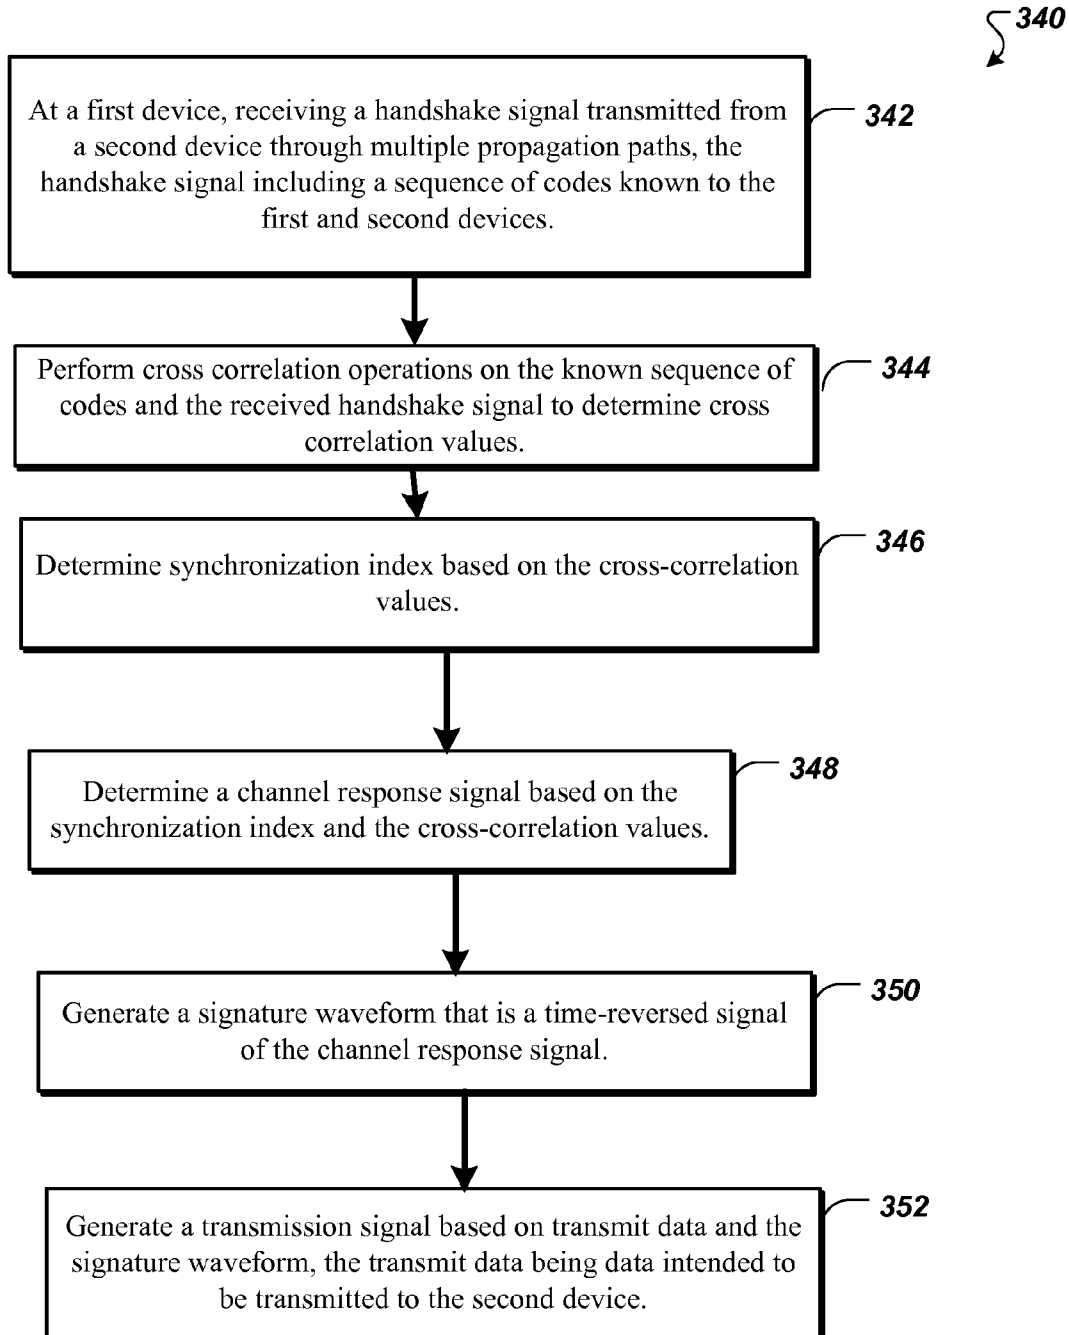 340
At a first device, receiving a handshake signal transmitted from
a second device through multiple propagation paths, the
handshake signal including a sequence of codes known to the
first and second devices.
342
Perform cross correlation operations on the known sequence of
codes and the received handshake signal to determine cross
correlation values.
344
Determine synchronization index based on the cross-correlation
values.
346
Determine a channel response signal based on the
synchronization index and the cross-correlation values.
348
Generate a signature waveform that is a time-reversed signal
of the channel response signal.
350
Generate a transmission signal based on transmit data and the
signature waveform, the transmit data being data intended to
be transmitted to the second device.
352